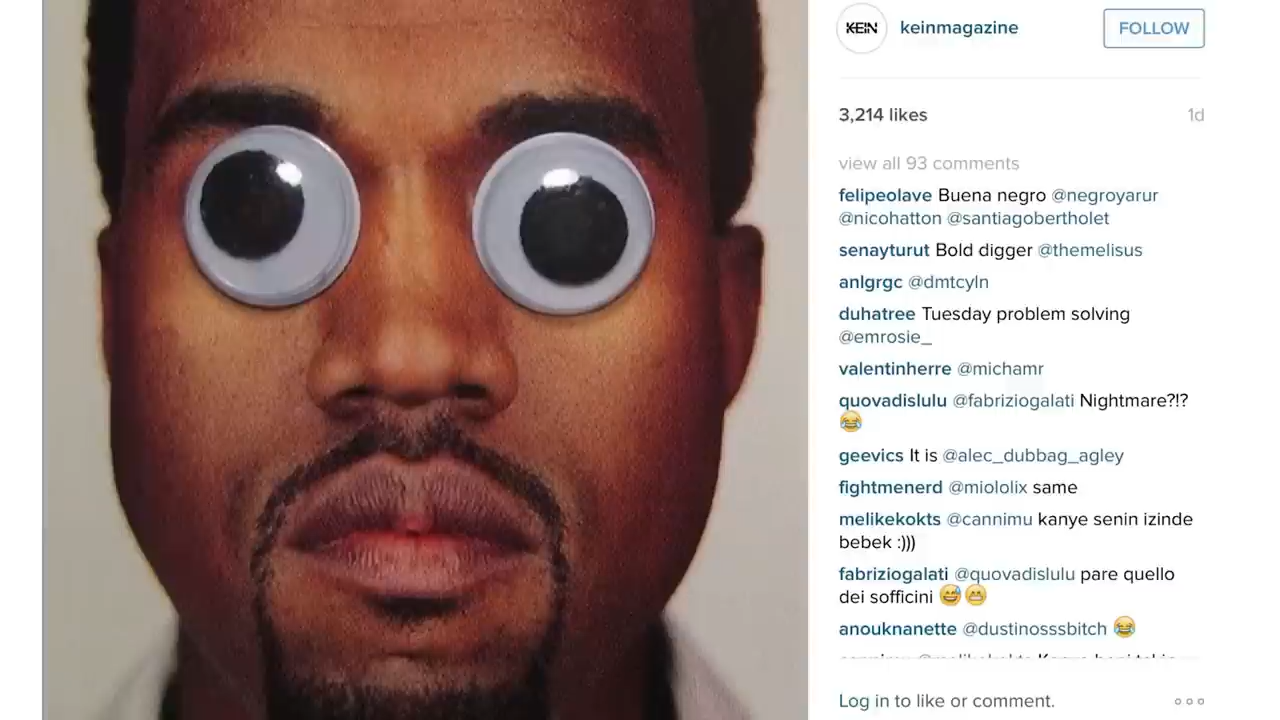 KEIN
keinmagazine
FOLLOW
3,214 likes
1d
view all 93 comments
felipeolave Buena negro @negroyarur
@nicohatton @santiagobertholet
senayturut Bold digger @themelisus
anlgrgc @dmtcyln
duhatree Tuesday problem solving
@emrosie_
valentinherre @michamr
quovadislulu @fabriziogalati Nightmare?!?
😂
geevics It is @alec_dubbag_agley
fightmenerd @miololix same
melikekokts @cannimu kanye senin izinde
bebek :)))
fabriziogalati @quovadislulu pare quello
dei sofficini 😅😁
anouknanette @dustinosssbitch 😂
Log in to like or comment.